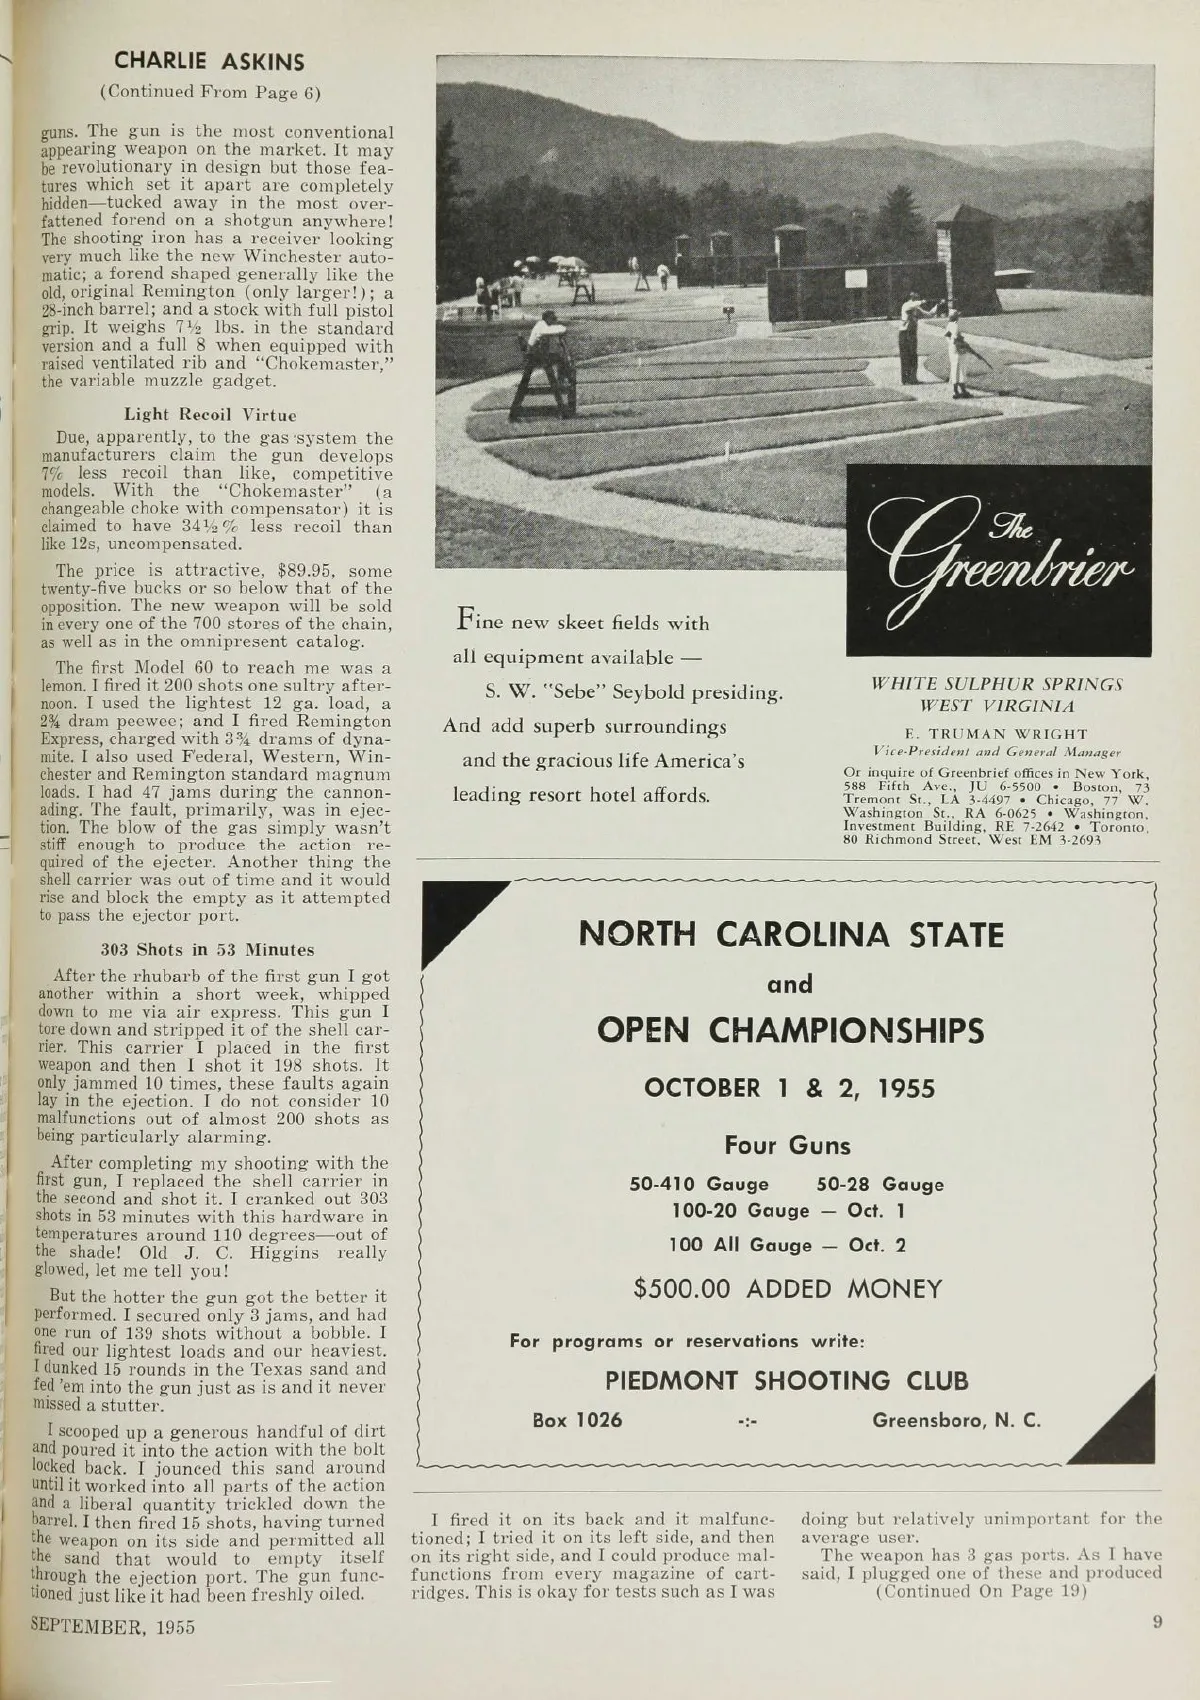 CHARLIE ASKINS
(Continued From Page 6)
guns. The gun is the most conventional
appearing weapon on the market. It may
be revolutionary in design but those fea-
tures which set it apart are completely
hidden—tucked away in the most over-
fattened forend on a shotgun anywhere!
The shooting iron has a receiver looking
very much like the new Winchester auto-
matic; a forend shaped generally like the
old, original Remington (only larger!); a
28-inch barrel; and a stock with full pistol
grip. It weighs 7½ lbs. in the standard
version and a full 8 when equipped with
raised ventilated rib and “Chokemaster,”
the variable muzzle gadget.
Light Recoil Virtue
Due, apparently, to the gas system the
manufacturers claim the gun develops
7% less recoil than like, competitive
models. With the “Chokemaster” (a
changeable choke with compensator) it is
claimed to have 34½% less recoil than
like 12s, uncompensated.
The price is attractive, $89.95, some
twenty-five bucks or so below that of the
opposition. The new weapon will be sold
in every one of the 700 stores of the chain,
as well as in the omnipresent catalog.
The first Model 60 to reach me was a
lemon. I fired it 200 shots one sultry after-
noon. I used the lightest 12 ga. load, a
2¾ dram peewee; and I fired Remington
Express, charged with 3¾ drams of dyna-
mite. I also used Federal, Western, Win-
chester and Remington standard magnum
loads. I had 47 jams during the cannon-
ading. The fault, primarily, was in ejec-
tion. The blow of the gas simply wasn’t
stiff enough to produce the action re-
quired of the ejecter. Another thing the
shell carrier was out of time and it would
rise and block the empty as it attempted
to pass the ejector port.
303 Shots in 53 Minutes
After the rhubarb of the first gun I got
another within a short week, whipped
down to me via air express. This gun I
tore down and stripped it of the shell car-
rier. This carrier I placed in the first
weapon and then I shot it 198 shots. It
only jammed 10 times, these faults again
lay in the ejection. I do not consider 10
malfunctions out of almost 200 shots as
being particularly alarming.
After completing my shooting with the
first gun, I replaced the shell carrier in
the second and shot it. I cranked out 303
shots in 53 minutes with this hardware in
temperatures around 110 degrees—out of
the shade! Old J. C. Higgins really
glowed, let me tell you!
But the hotter the gun got the better it
performed. I secured only 3 jams, and had
one run of 139 shots without a bobble. I
fired our lightest loads and our heaviest.
I dunked 15 rounds in the Texas sand and
fed ’em into the gun just as is and it never
missed a stutter.
I scooped up a generous handful of dirt
and poured it into the action with the bolt
locked back. I jounced this sand around
until it worked into all parts of the action
and a liberal quantity trickled down the
barrel. I then fired 15 shots, having turned
the weapon on its side and permitted all
the sand that would to empty itself
through the ejection port. The gun func-
tioned just like it had been freshly oiled.
The
Greenbrier
Fine new skeet fields with
all equipment available —
S. W. "Sebe” Seybold presiding.
And add superb surroundings
and the gracious life America’s
leading resort hotel affords.
WHITE SULPHUR SPRINGS
WEST VIRGINIA
E. TRUMAN WRIGHT
Vice-President and General Manager
Or inquire of Greenbrief offices in New York,
588 Fifth Ave., JU 6-5500 • Boston, 73
Tremont St., LA 3-4497 • Chicago, 77 W.
Washington St., RA 6-0625 • Washington,
Investment Building, RE 7-2642 • Toronto,
80 Richmond Street, West EM 3-2693
NORTH CAROLINA STATE
and
OPEN CHAMPIONSHIPS
OCTOBER 1 & 2, 1955
Four Guns
50-410 Gauge 50-28 Gauge
100-20 Gauge — Oct. 1
100 All Gauge — Oct. 2
$500.00 ADDED MONEY
For programs or reservations write:
PIEDMONT SHOOTING CLUB
Box 1026 -:- Greensboro, N. C.
I fired it on its back and it malfunc-
tioned; I tried it on its left side, and then
on its right side, and I could produce mal-
functions from every magazine of cart-
ridges. This is okay for tests such as I was
doing but relatively unimportant for the
average user.
The weapon has 3 gas ports. As I have
said, I plugged one of these and produced
(Continued On Page 19)
SEPTEMBER, 1955
9